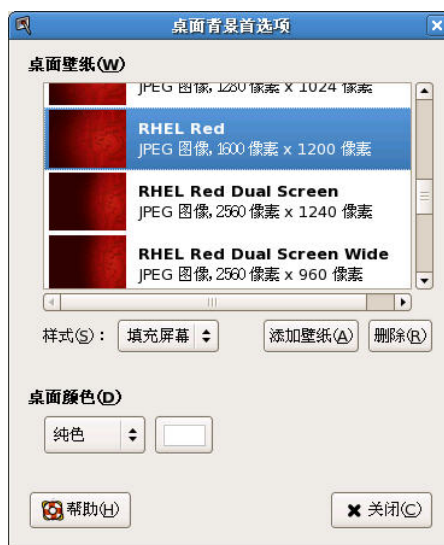 桌面背景首选项
桌面壁纸(W)
JPEG 图像, 1280 像素 x 1024 像素
RHEL Red
JPEG 图像, 1600 像素 x 1200 像素
RHEL Red Dual Screen
JPEG 图像, 2560 像素 x 1240 像素
RHEL Red Dual Screen Wide
JPEG 图像, 2560 像素 x 960 像素
样式(S)： 填充屏幕 添加壁纸(A) 删除(R)
桌面颜色(D)
纯色
帮助(H) 关闭(C)